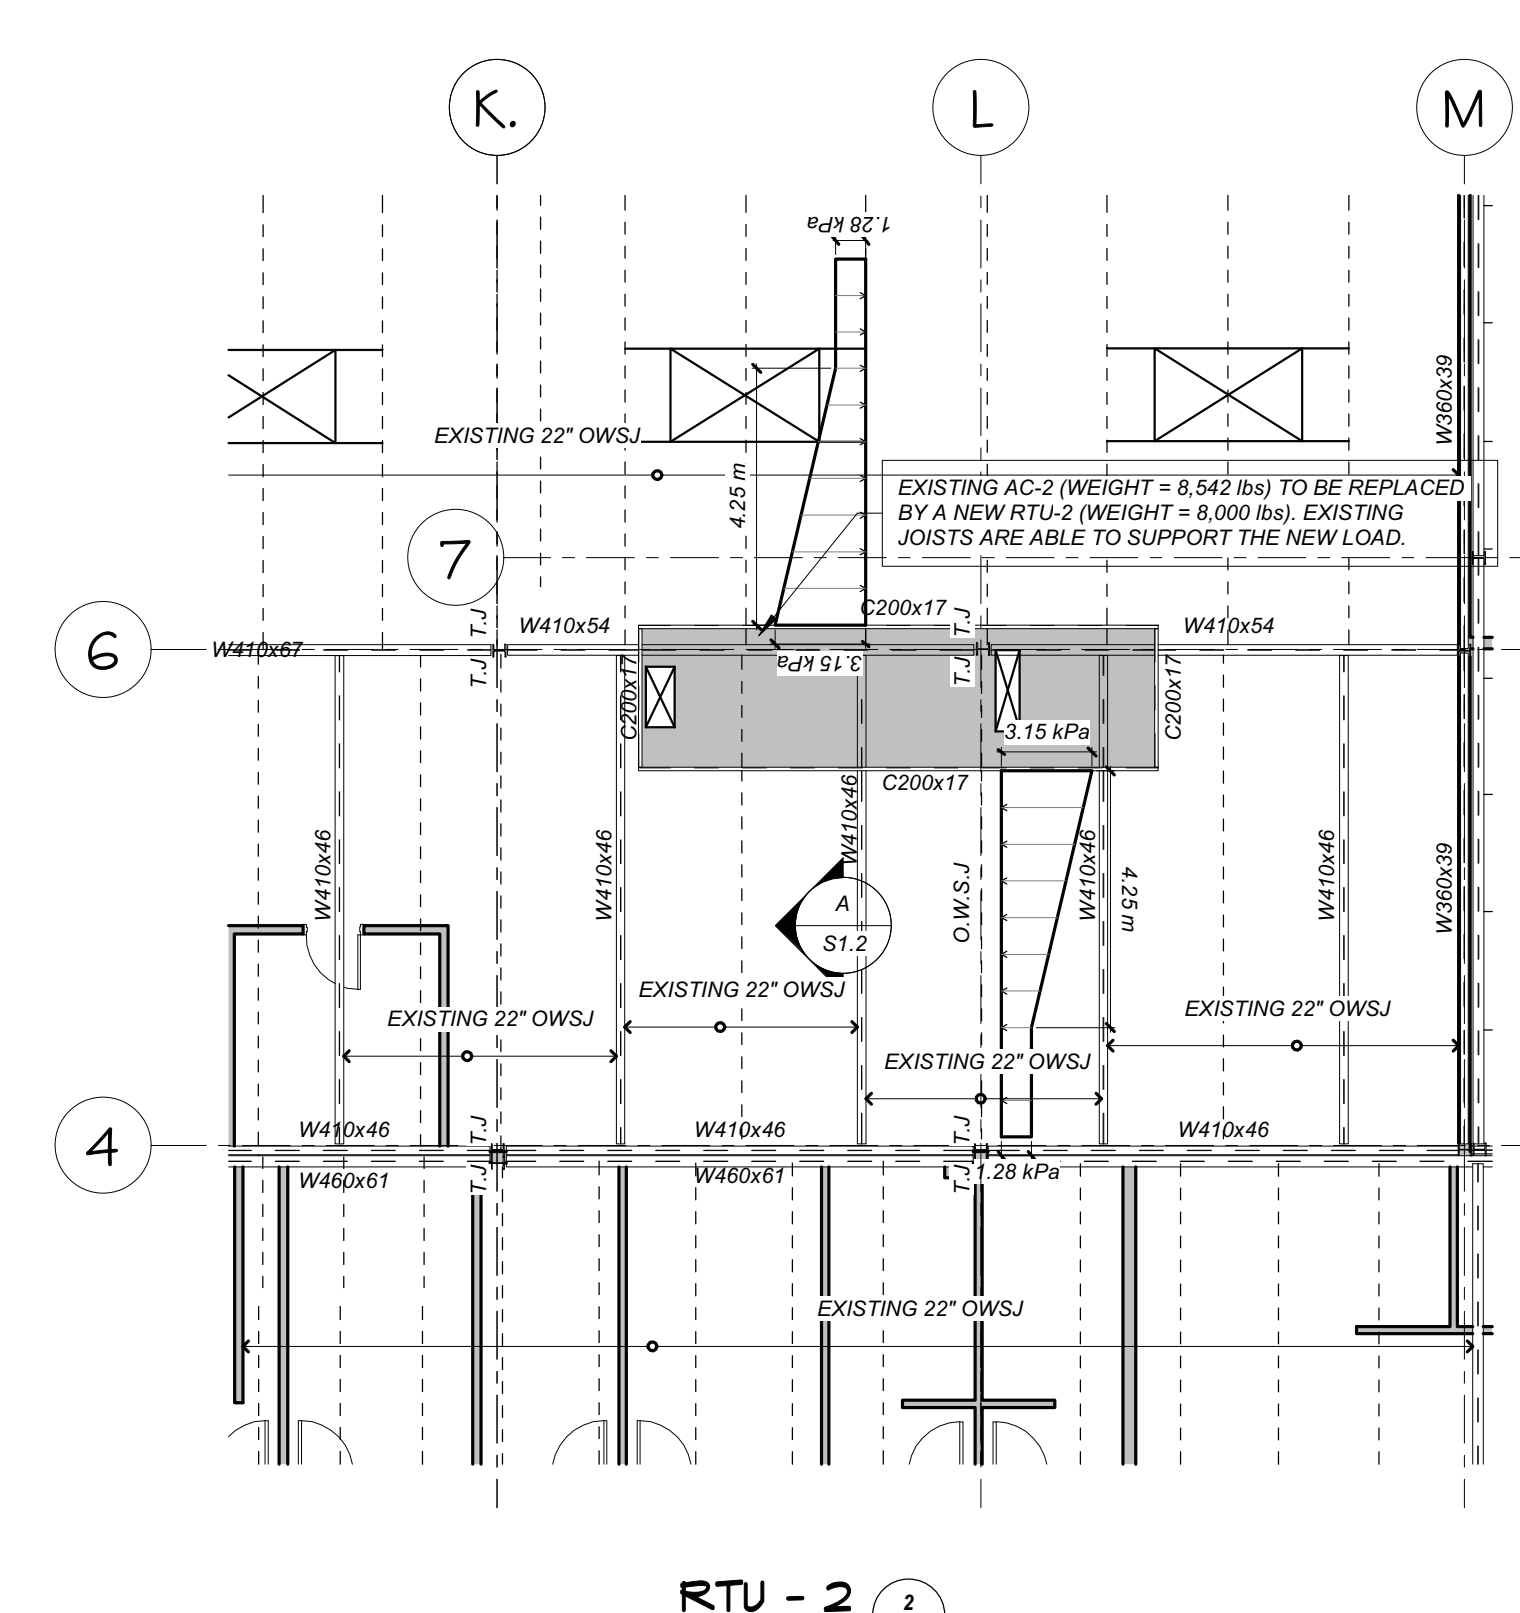 K.
L
M
1.28 kPa
W360x39
EXISTING 22" OWSJ
4.25 m
EXISTING AC-2 (WEIGHT = 8,542 lbs) TO BE REPLACED
BY A NEW RTU-2 (WEIGHT = 8,000 lbs). EXISTING
JOISTS ARE ABLE TO SUPPORT THE NEW LOAD.
7
C200x17
T.J
T.J
W410x54
W410x54
6
W410x67
3.15 kPa
T.J
T.J
C200x17
C200x17
3.15 kPa
C200x17
W410x46
W410x46
W410x46
O.W.S.J
W410x46
4.25 m
W410x46
W360x39
A
S1.2
EXISTING 22" OWSJ
EXISTING 22" OWSJ
EXISTING 22" OWSJ
EXISTING 22" OWSJ
4
W410x46
T.J
W410x46
T.J
W410x46
W460x61
T.J
W460x61
T.J
1.28 kPa
EXISTING 22" OWSJ
RTU - 2
2